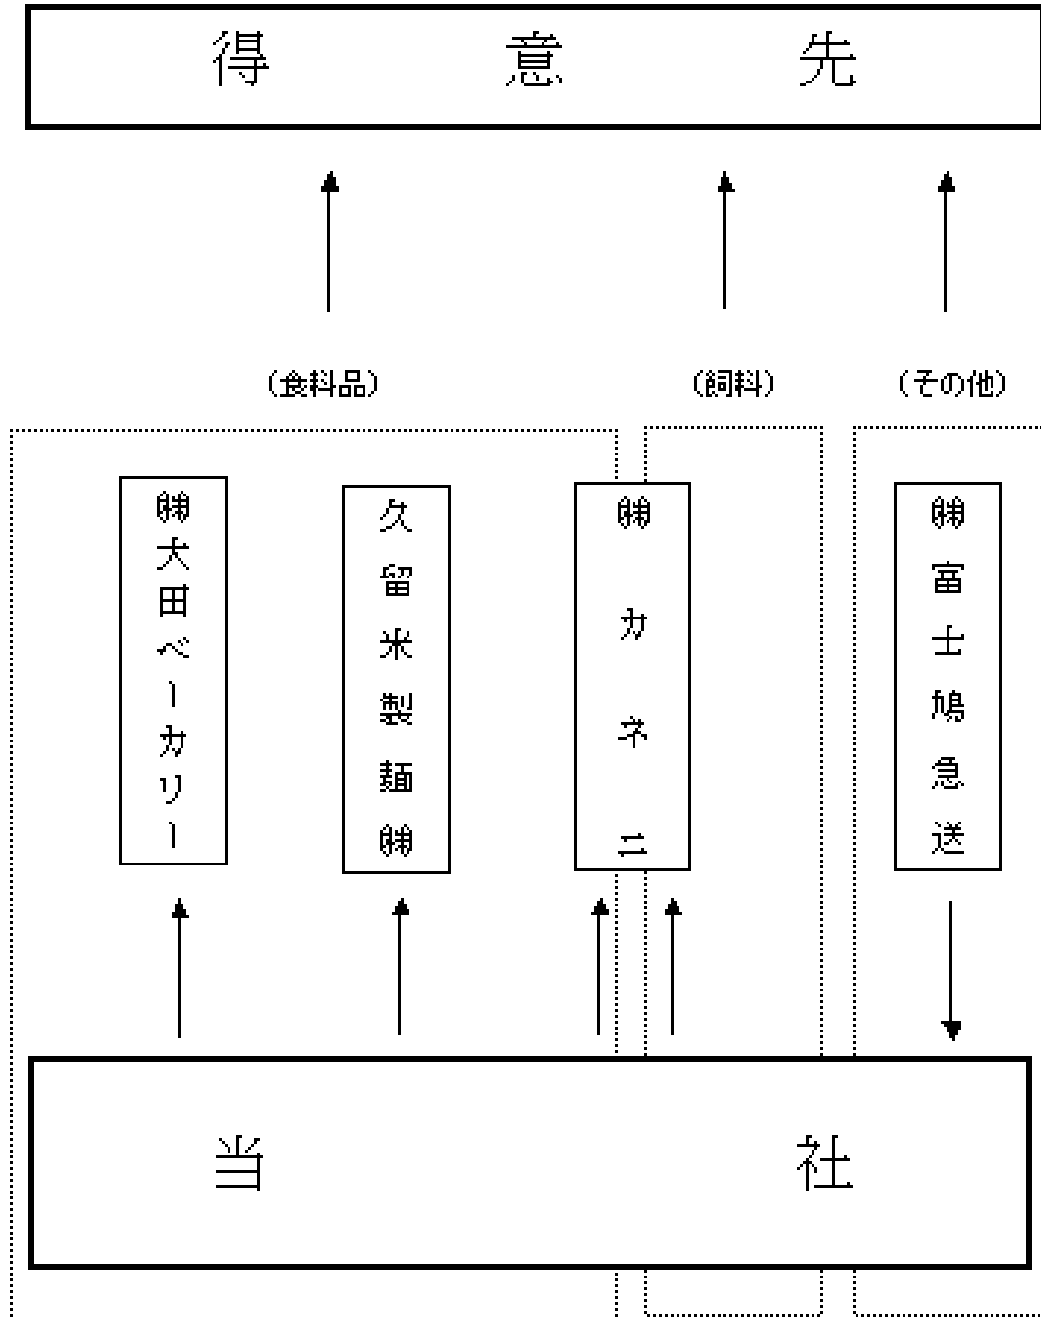 得意先
(食料品)
(飼料)
(その他)
㈱大田ベーカリー
久留米製麺㈱
㈱カネニ
㈱富士鳩急送
当社